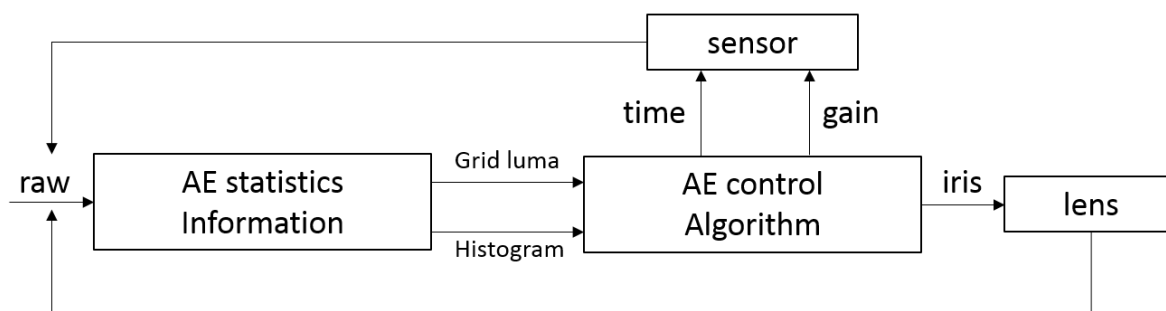 sensor
time
gain
Grid luma
raw
AE statistics
Information
AE control
Algorithm
iris
lens
Histogram